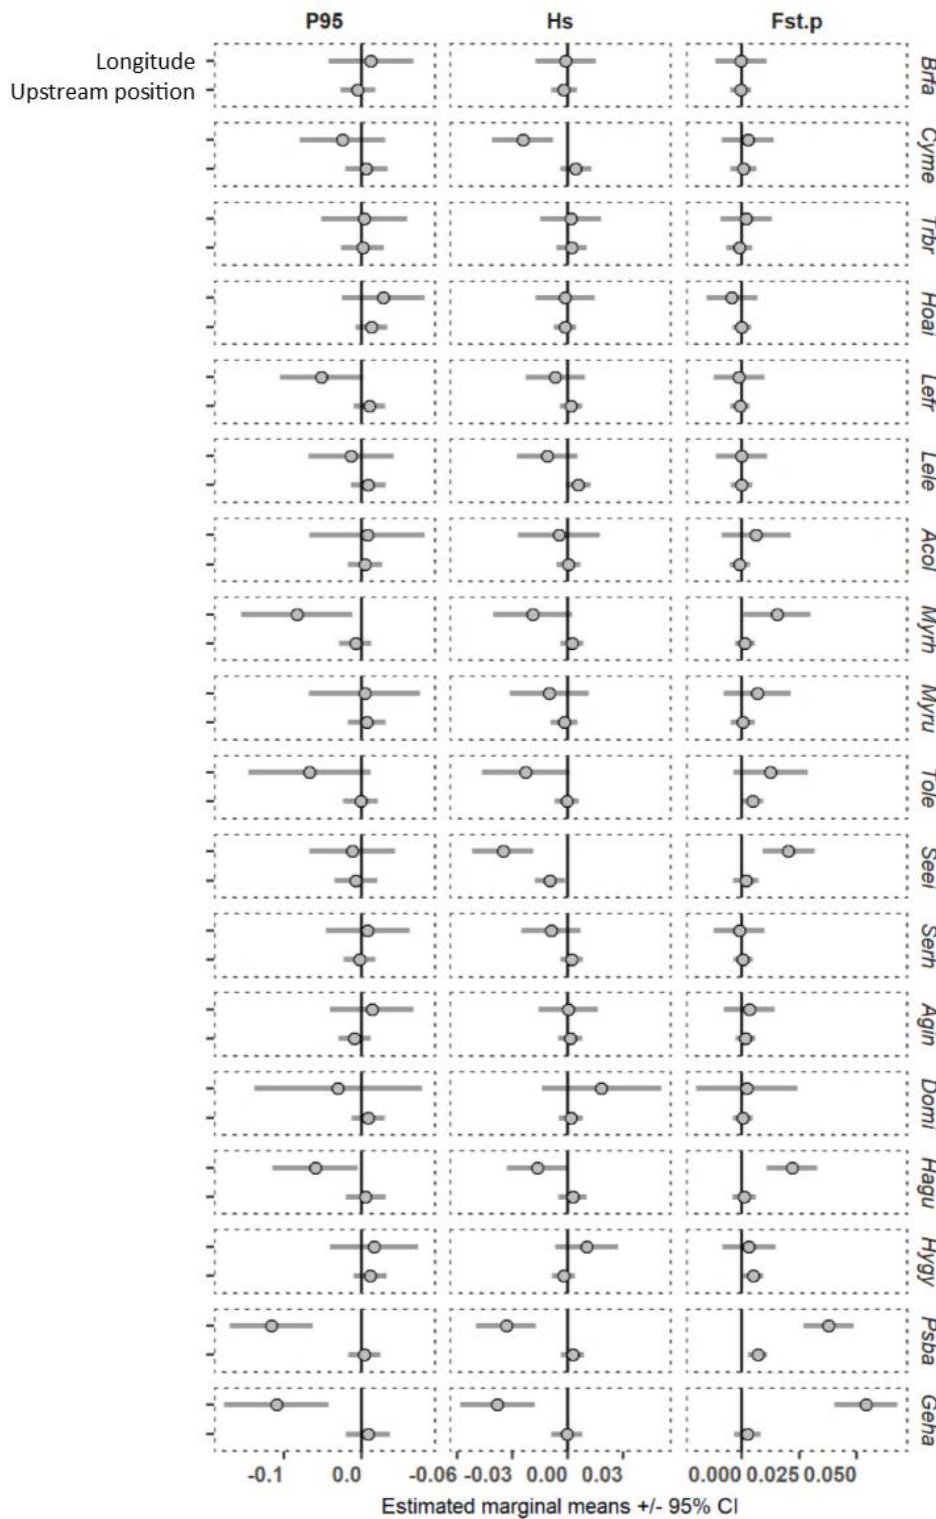 P95 Hs Fst.p
Longitude
Upstream position
Brfa
Cyme
Trbr
Hoai
Lefr
Lele
Acol
Myrh
Myru
Tole
Seei
Serh
Agin
Domi
Hagu
Hygy
Psba
Geha
-0.1 0.0 -0.06 -0.03 0.00 0.03 0.000 0.025 0.050
Estimated marginal means +/- 95% CI